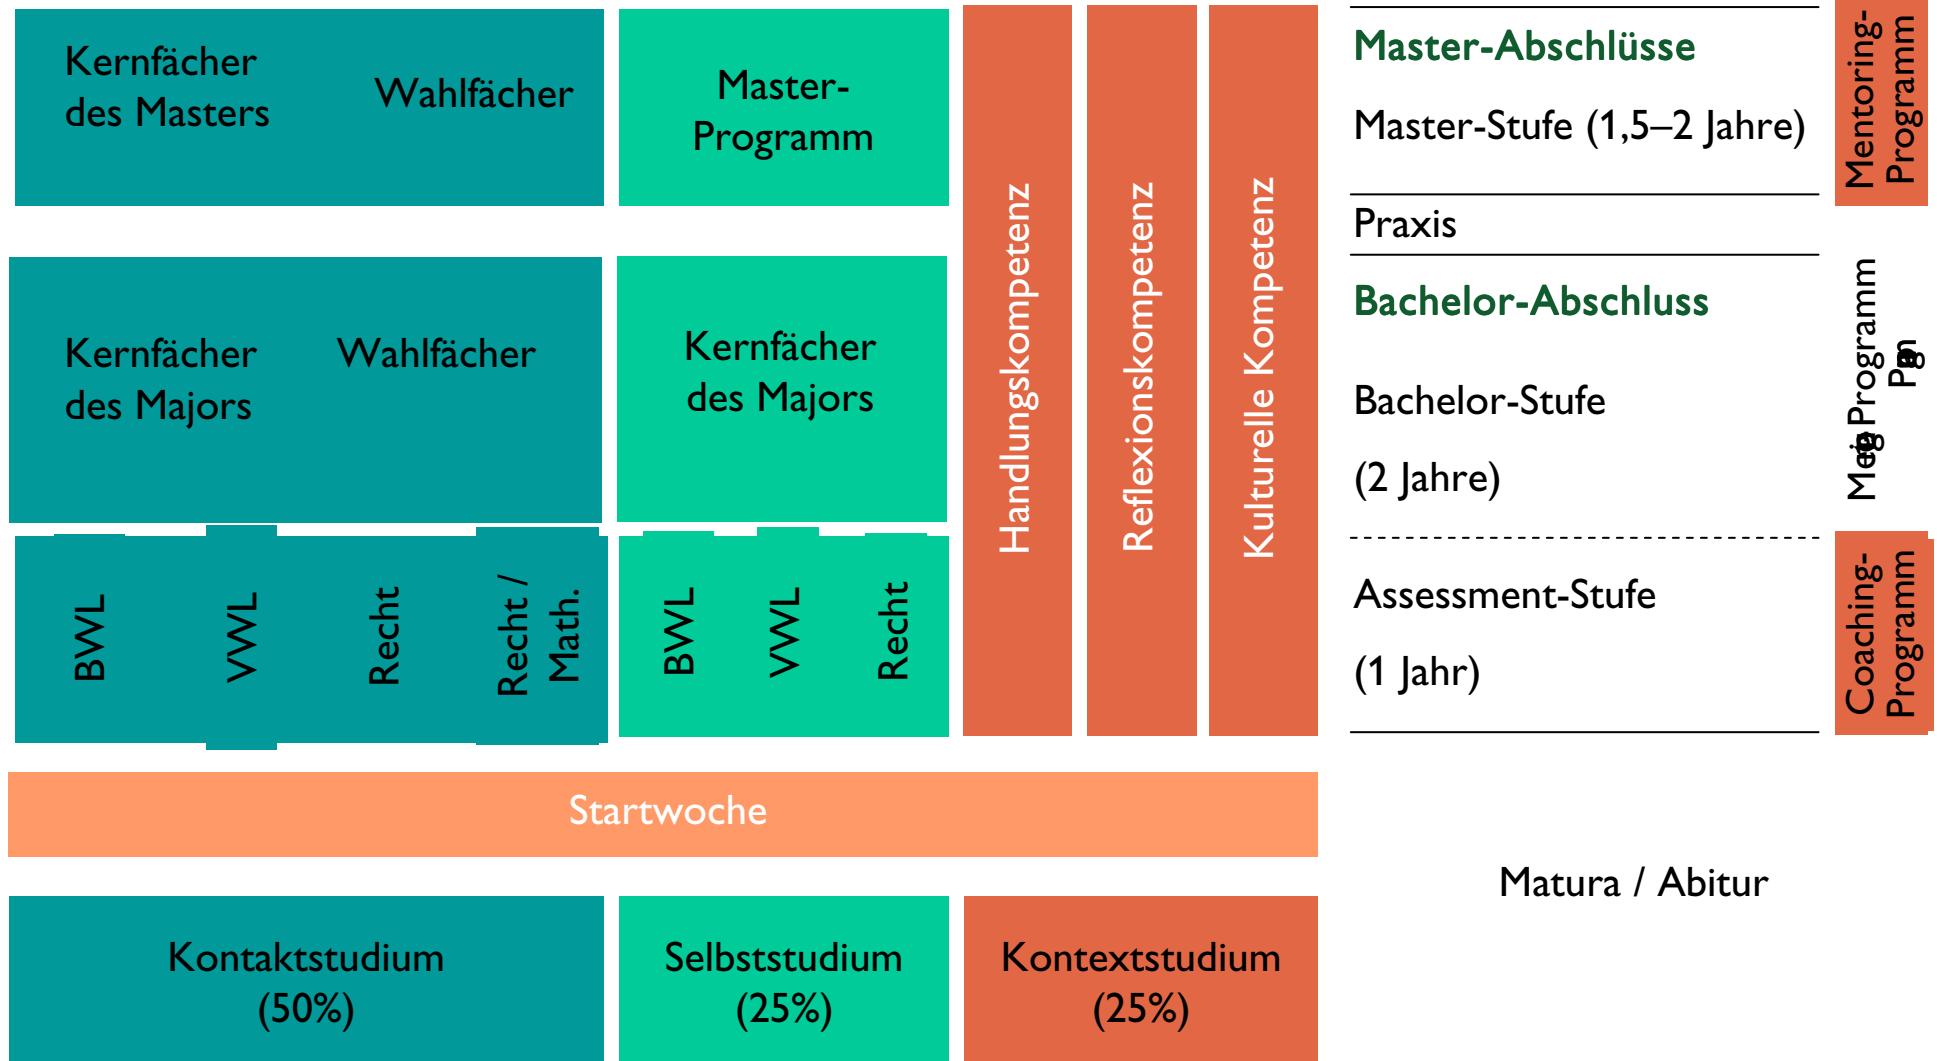 Kernfächer
des Masters
Wahlfächer
Master-
Programm
Handlungskompetenz
Reflexionskompetenz
Kulturelle Kompetenz
Master-Abschlüsse
Master-Stufe (1,5–2 Jahre)
Mentoring-
Programm
Praxis
Kernfächer
des Majors
Wahlfächer
Kernfächer
des Majors
Bachelor-Abschluss
Bachelor-Stufe
(2 Jahre)
Programm
BWL
VWL
Recht
Recht /
Math.
BWL
VWL
Recht
Assessment-Stufe
(1 Jahr)
Coaching-
Programm
Startwoche
Matura / Abitur
Kontaktstudium
(50%)
Selbststudium
(25%)
Kontextstudium
(25%)